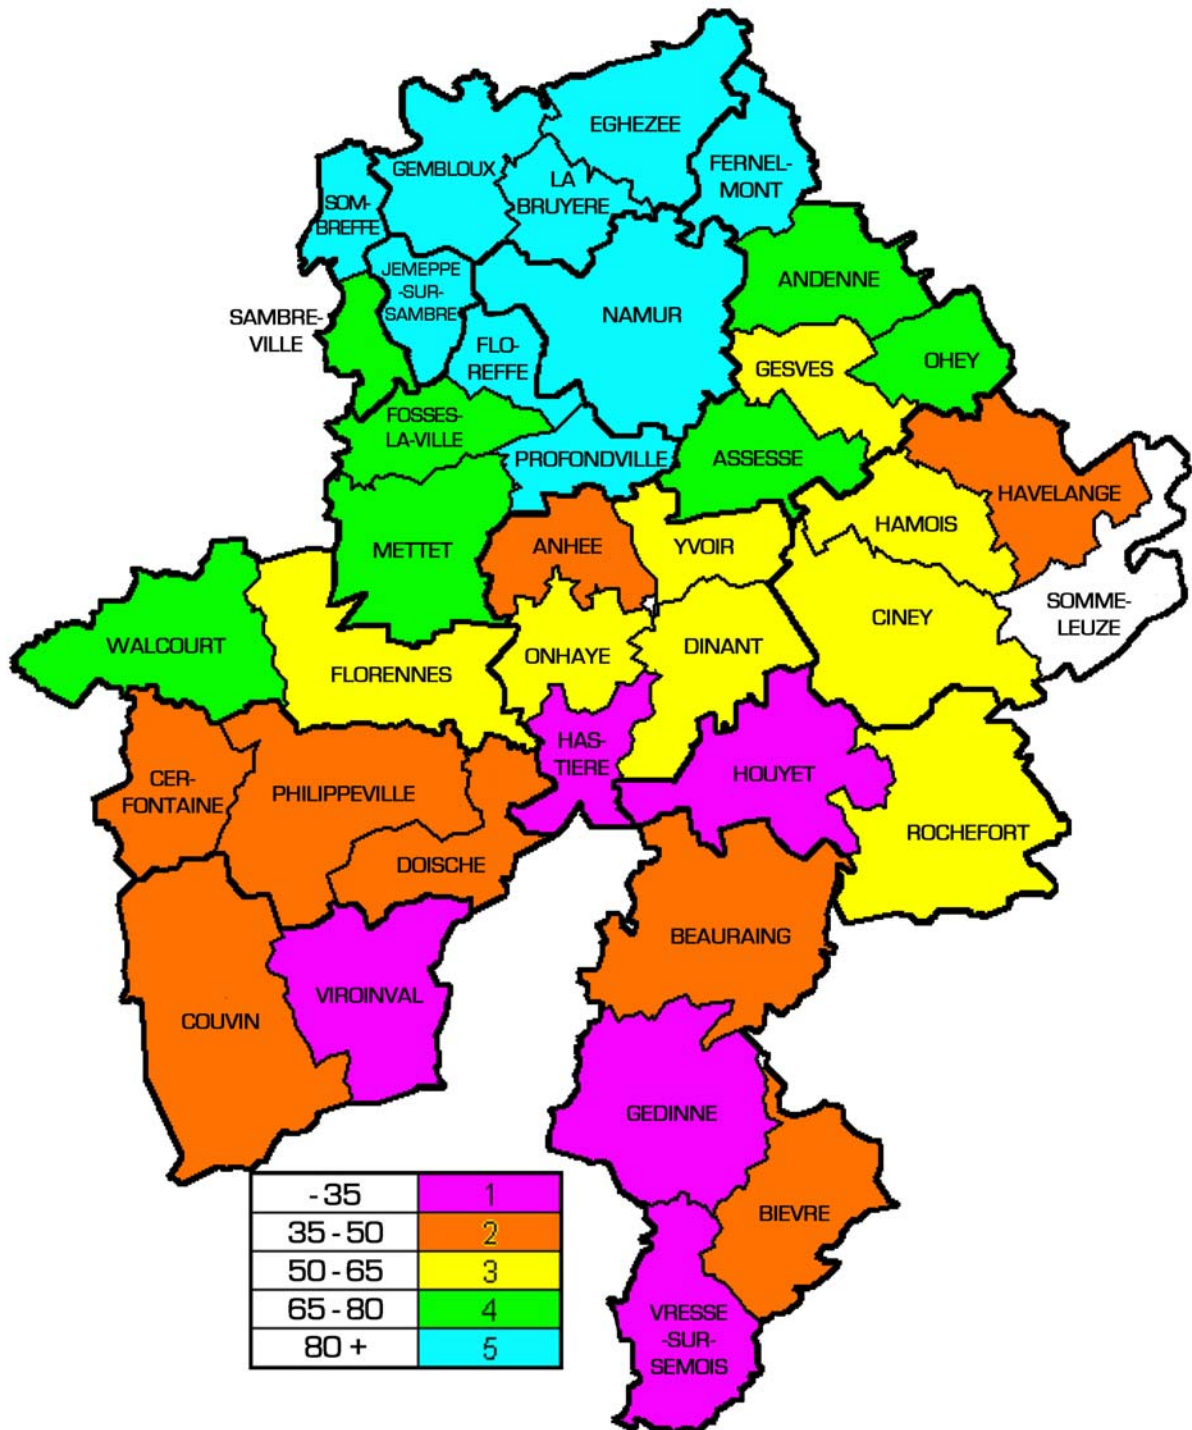 EGHEZEE
GEMBLOUX
FERNEL-
MONT
LA
BRUYERE
SOM-
BREFFE
JEMEPPE
-SUR-
SAMBRE
ANDENNE
SAMBRE-
VILLE
NAMUR
FLO-
REFFE
GESVES
OHEY
FOSSES-
LA-VILLE
PROFONDVILLE
ASSESSE
HAVELANGE
HAMOIS
METTET
ANHEE
YVOIR
SOMME-
LEUZE
CINEY
WALCOURT
FLORENNES
ONHAYE
DINANT
HAS-
TIERE
HOUYET
CER-
FONTAINE
PHILIPPEVILLE
ROCHEFORT
DOISCHE
BEAURAING
VIROINVAL
COUVIN
GEDINNE
BIEVRE
VRESSE
-SUR-
SEMOIS
-35 1
35-50 2
50-65 3
65-80 4
80+ 5